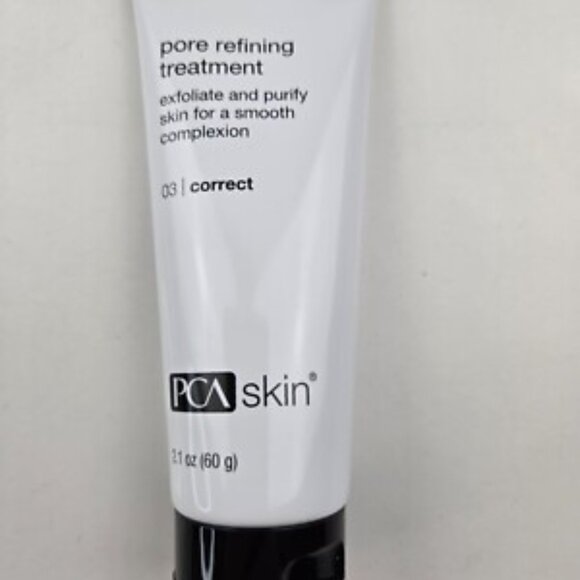 pore refining
treatment
exfoliate and purify
skin for a smooth
complexion
03 | correct
PCA skin®
2.1 oz (60 g)